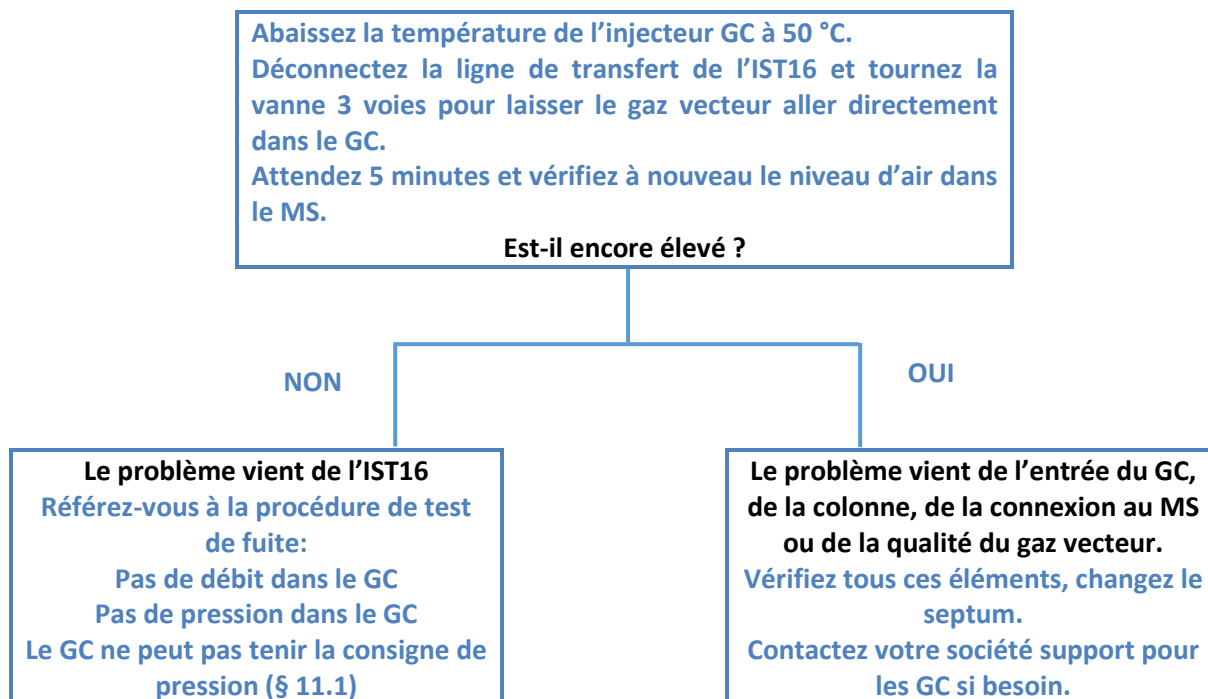 Abaissez la température de l’injecteur GC à 50 °C.
Déconnectez la ligne de transfert de l’IST16 et tournez la
vanne 3 voies pour laisser le gaz vecteur aller directement
dans le GC.
Attendez 5 minutes et vérifiez à nouveau le niveau d’air dans
le MS.
Est-il encore élevé ?
NON
OUI
Le problème vient de l’IST16
Référez-vous à la procédure de test
de fuite:
Pas de débit dans le GC
Pas de pression dans le GC
Le GC ne peut pas tenir la consigne de
pression (§ 11.1)
Le problème vient de l’entrée du GC,
de la colonne, de la connexion au MS
ou de la qualité du gaz vecteur.
Vérifiez tous ces éléments, changez le
septum.
Contactez votre société support pour
les GC si besoin.